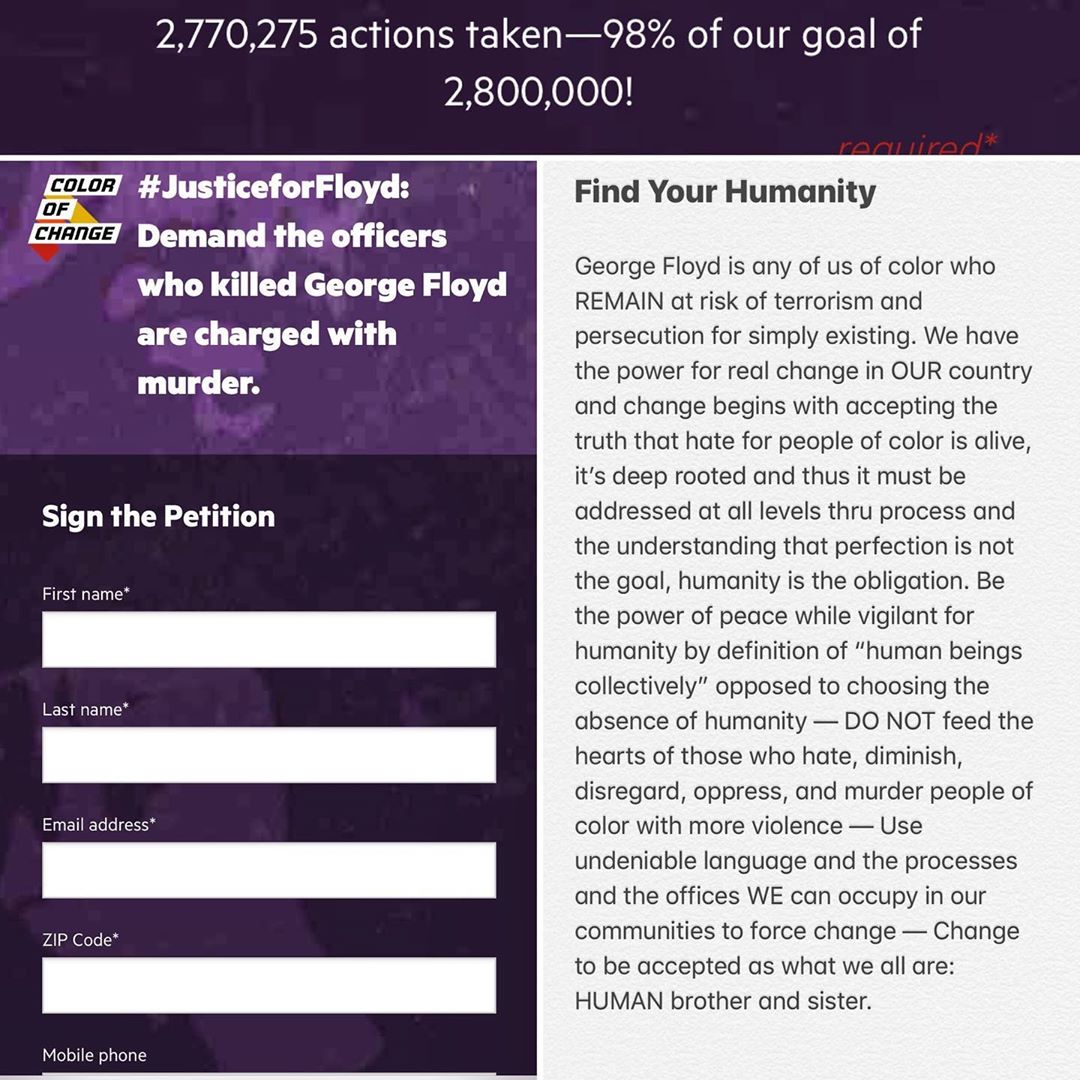 2,770,275 actions taken—98% of our goal of
2,800,000!
required*
COLOR
OF
CHANGE
#JusticeforFloyd:
Demand the officers
who killed George Floyd
are charged with
murder.
Sign the Petition
First name*
Last name*
Email address*
ZIP Code*
Mobile phone
Find Your Humanity
George Floyd is any of us of color who
REMAIN at risk of terrorism and
persecution for simply existing. We have
the power for real change in OUR country
and change begins with accepting the
truth that hate for people of color is alive,
it’s deep rooted and thus it must be
addressed at all levels thru process and
the understanding that perfection is not
the goal, humanity is the obligation. Be
the power of peace while vigilant for
humanity by definition of “human beings
collectively” opposed to choosing the
absence of humanity — DO NOT feed the
hearts of those who hate, diminish,
disregard, oppress, and murder people of
color with more violence — Use
undeniable language and the processes
and the offices WE can occupy in our
communities to force change — Change
to be accepted as what we all are:
HUMAN brother and sister.